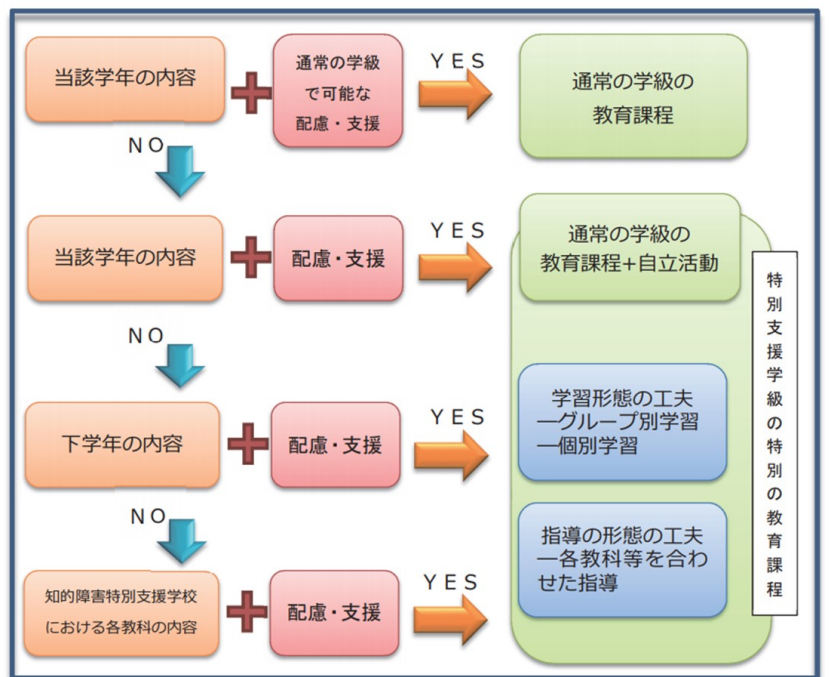 当該学年の内容
通常の学級
で可能な
配慮・支援
YES
通常の学級の
教育課程
NO
当該学年の内容
配慮・支援
YES
通常の学級の
教育課程+自立活動
NO
下学年の内容
配慮・支援
YES
学習形態の工夫
―グループ別学習
―個別学習
NO
知的障害特別支援学校
における各教科の内容
配慮・支援
YES
指導の形態の工夫
―各教科等を合わ
せた指導
特別支援学級の特別の教育課程